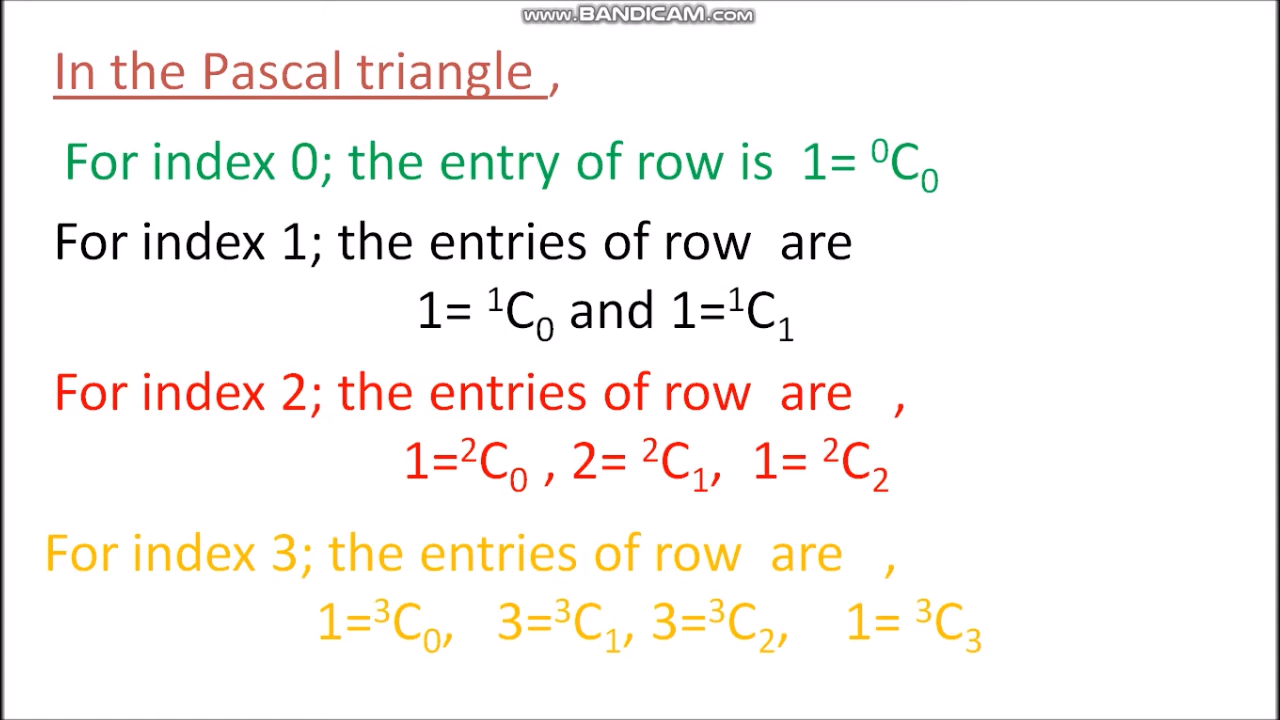 www.BANDICAM.com
In the Pascal triangle ,
For index 0; the entry of row is 1= ⁰C₀
For index 1; the entries of row are
1= ¹C₀ and 1=¹C₁
For index 2; the entries of row are ,
1=²C₀ , 2= ²C₁, 1= ²C₂
For index 3; the entries of row are ,
1=³C₀, 3=³C₁, 3=³C₂, 1= ³C₃